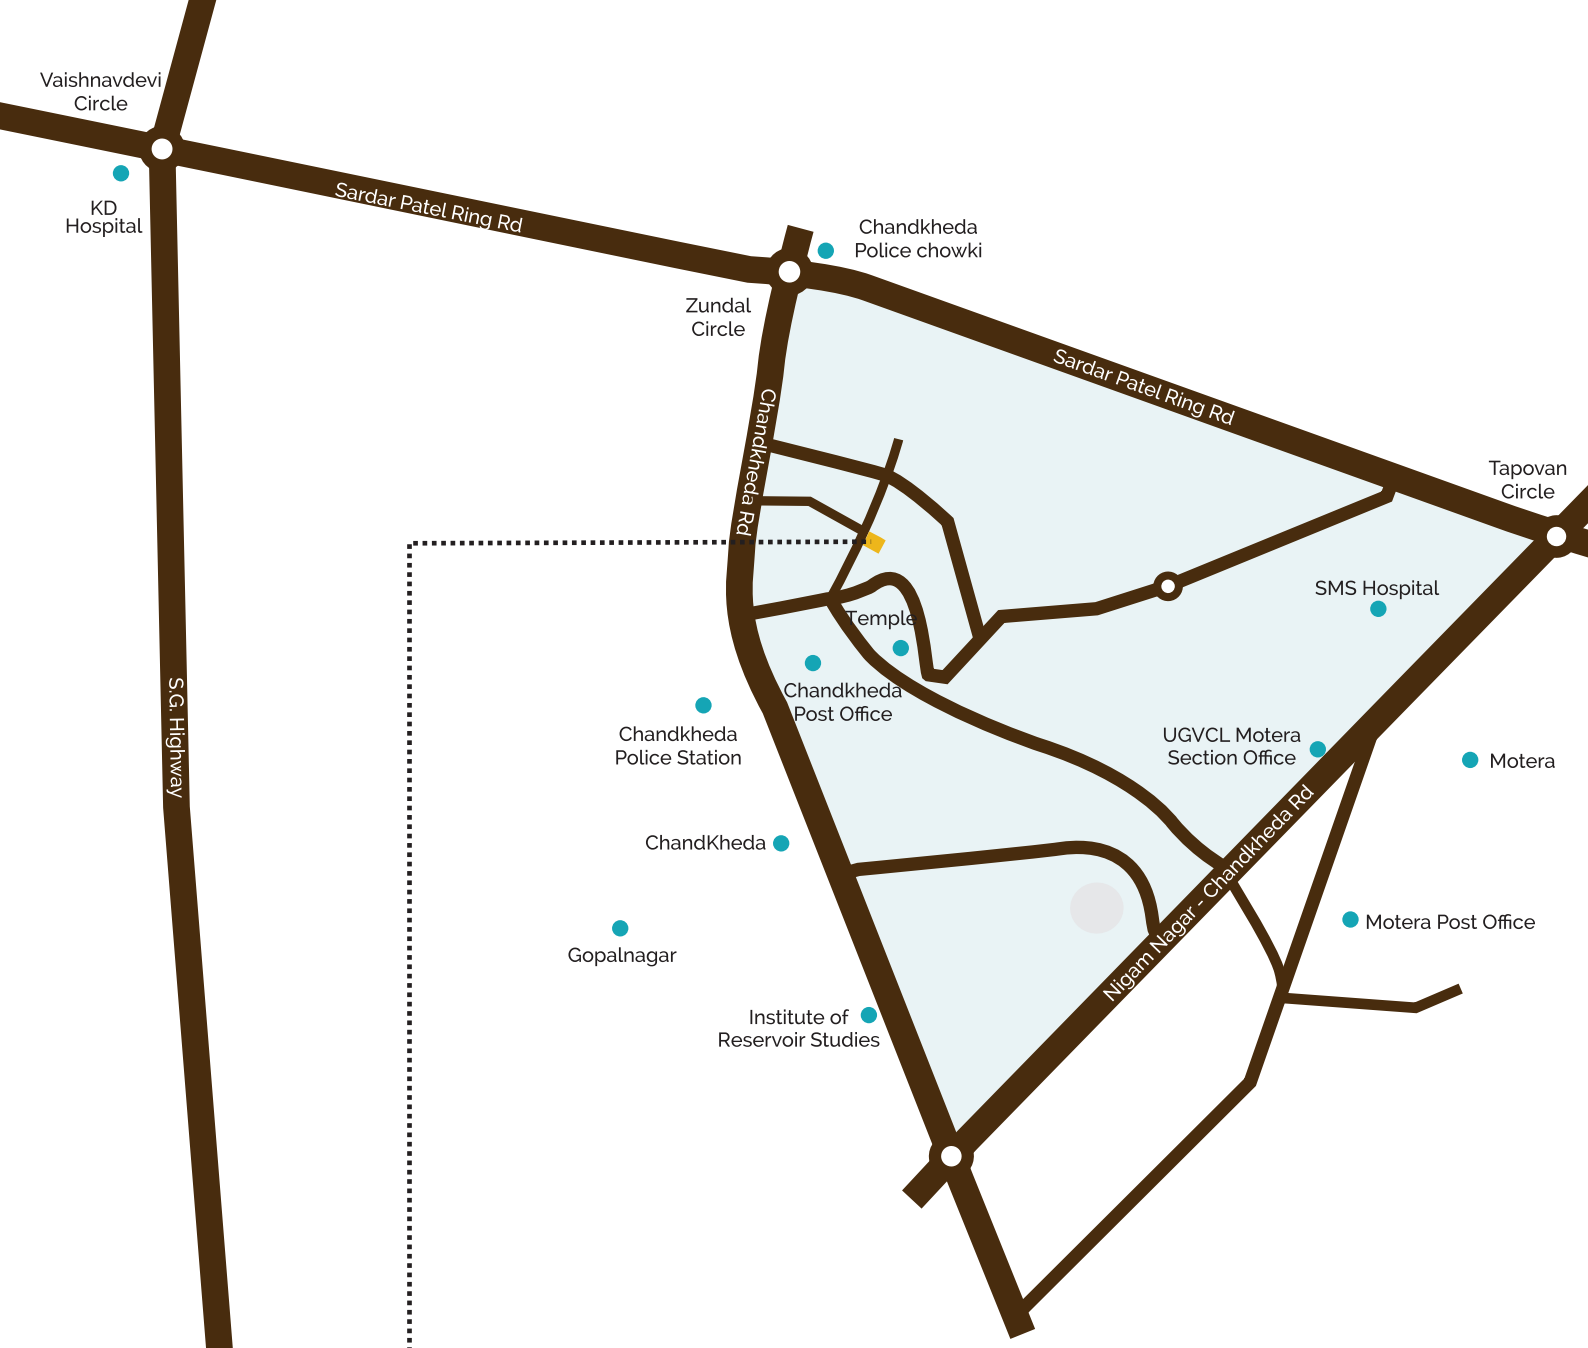 Vaishnavdevi
Circle
KD
Hospital
Sardar Patel Ring Rd
Chandkheda
Police chowki
Zundal
Circle
Sardar Patel Ring Rd
Chandkheda Rd
Tapovan
Circle
SMS Hospital
Temple
Chandkheda
Post Office
S.G. Highway
Chandkheda
Police Station
UGVCL Motera
Section Office
Motera
ChandKheda
Nigam Nagar - Chandkheda Rd
Motera Post Office
Gopalnagar
Institute of
Reservoir Studies